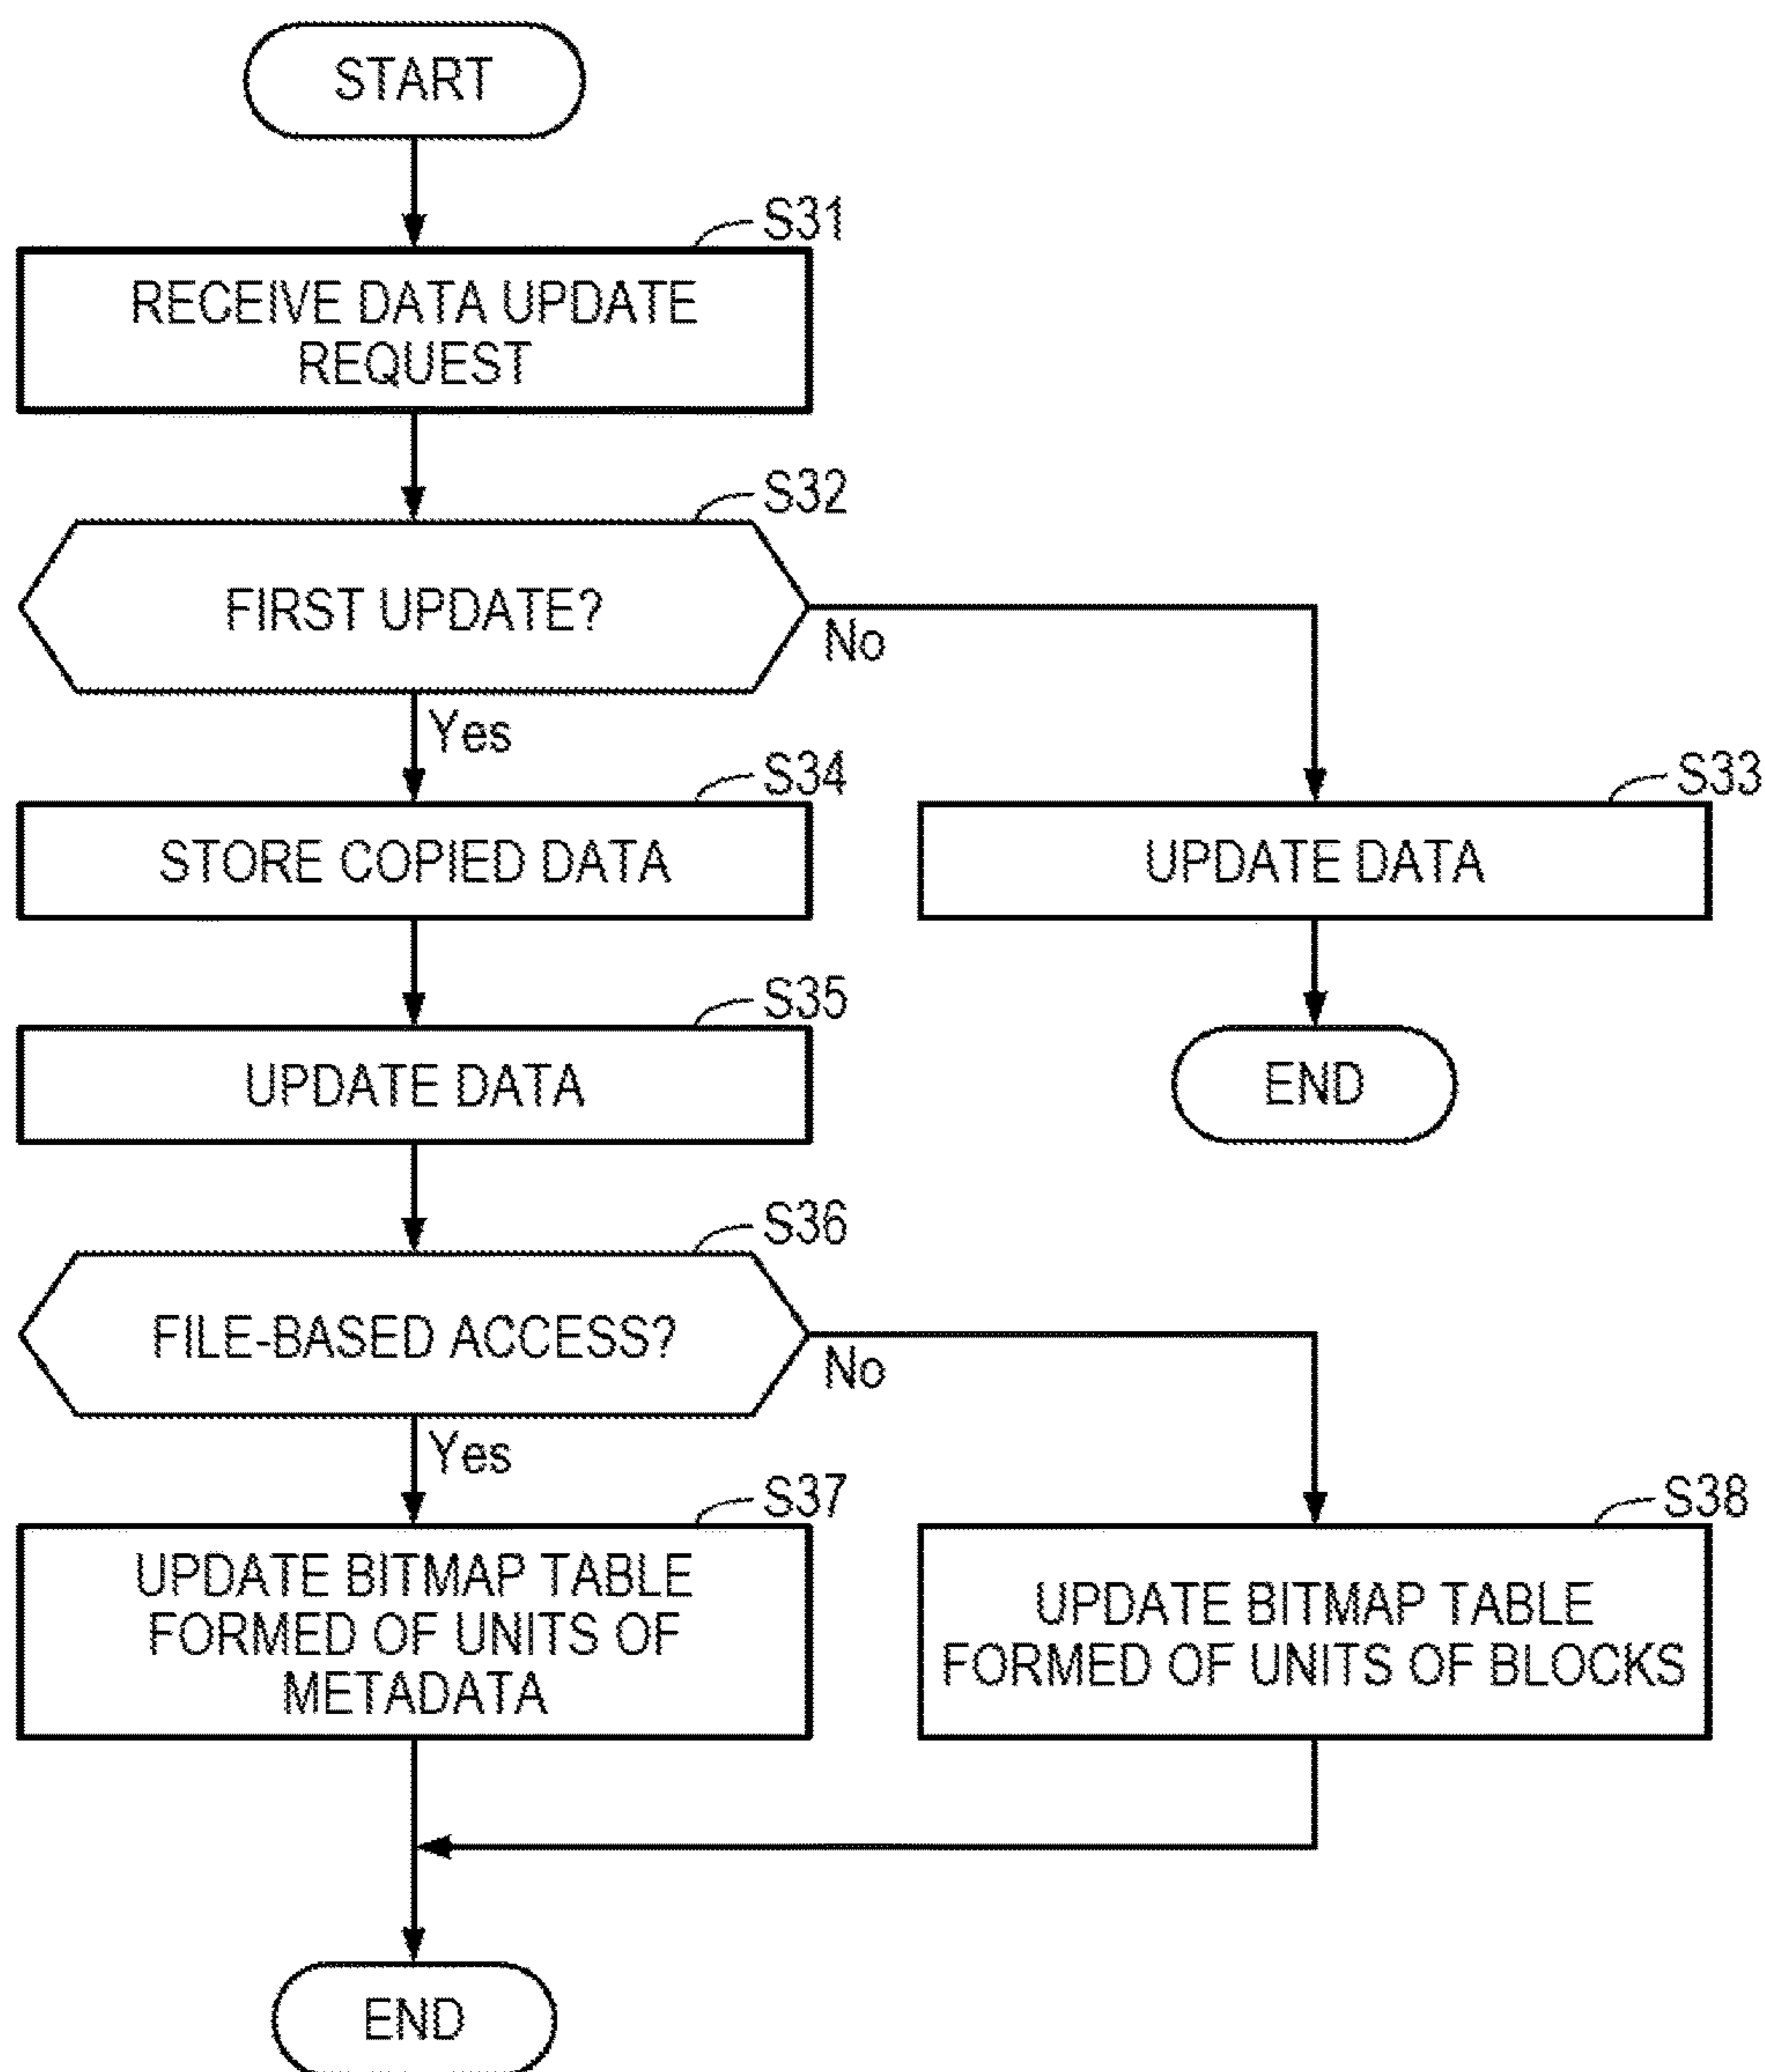 START
S31
RECEIVE DATA UPDATE
REQUEST
S32
FIRST UPDATE?
No
Yes
S34
STORE COPIED DATA
S33
UPDATE DATA
S35
UPDATE DATA
END
S36
FILE-BASED ACCESS?
No
Yes
S37
UPDATE BITMAP TABLE
FORMED OF UNITS OF
METADATA
S38
UPDATE BITMAP TABLE
FORMED OF UNITS OF BLOCKS
END